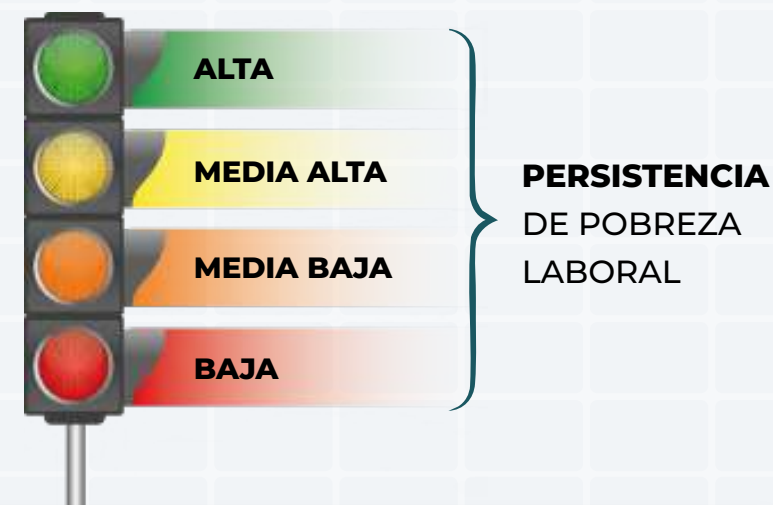 ALTA
MEDIA ALTA
MEDIA BAJA
BAJA
PERSISTENCIA
DE POBREZA
LABORAL